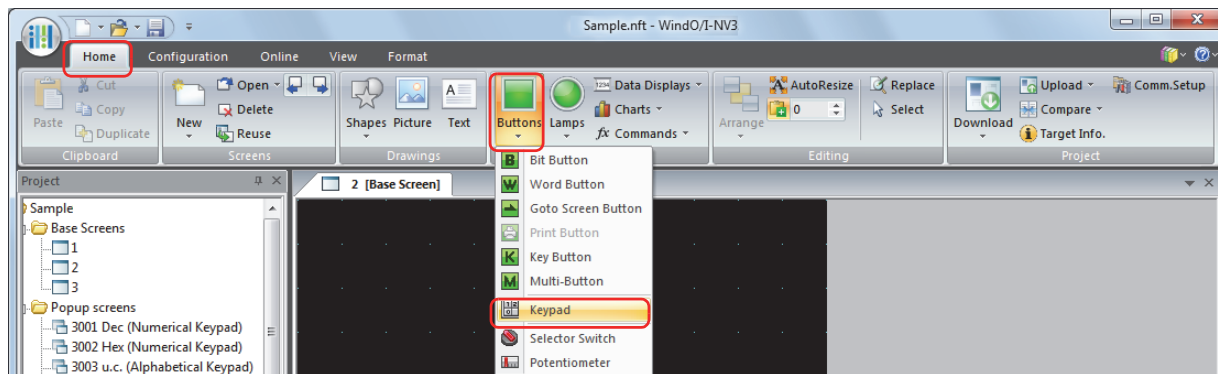 Sample.nft - WindO/I-NV3
Home Configuration Online View Format
Cut
Copy
Duplicate
Paste
Clipboard
New
Open
Delete
Reuse
Screens
Shapes Picture Text
Drawings
Buttons Lamps
1234 Data Displays
Charts
fx Commands
Arrange
AutoResize
0
Replace
Select
Editing
Download
Upload
Compare
Target Info.
Comm.Setup
Project
Project
Sample
Base Screens
1
2
3
Popup screens
3001 Dec (Numerical Keypad)
3002 Hex (Numerical Keypad)
3003 u.c. (Alphabetical Keypad)
2 [Base Screen]
B Bit Button
W Word Button
Goto Screen Button
Print Button
K Key Button
M Multi-Button
Keypad
Selector Switch
Potentiometer